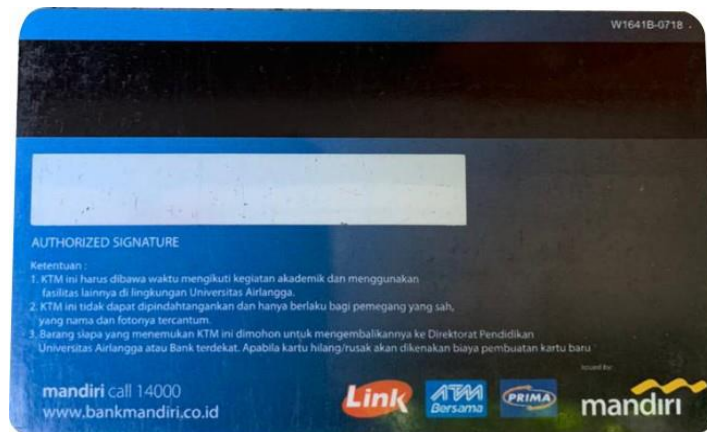 W1641B-0718
AUTHORIZED SIGNATURE
Ketentuan :
1. KTM ini harus dibawa waktu mengikuti kegiatan akademik dan menggunakan
fasilitas lainnya di lingkungan Universitas Airlangga.
2. KTM ini tidak dapat dipindahtangankan dan hanya berlaku bagi pemegang yang sah,
yang nama dan fotonya tercantum.
3. Barang siapa yang menemukan KTM ini dimohon untuk mengembalikannya ke Direktorat Pendidikan
Universitas Airlangga atau Bank terdekat. Apabila kartu hilang/rusak akan dikenakan biaya pembuatan kartu baru
Issued by:
mandiri call 14000
www.bankmandiri.co.id
Link
ATM
Bersama
PRIMA
mandiri